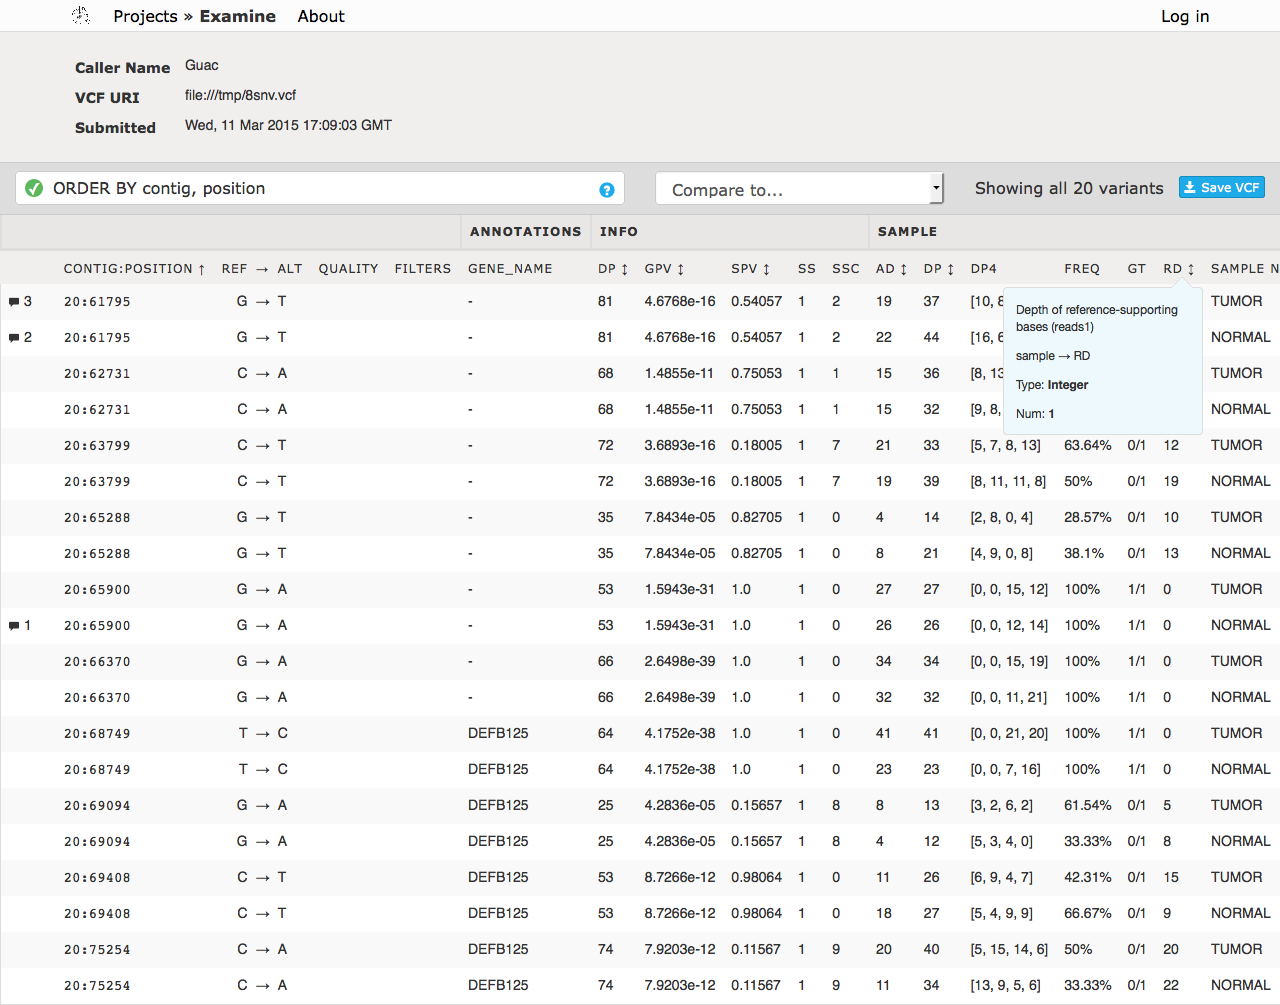 Projects » Examine About Log in
Caller Name Guac
VCF URI file:///tmp/8snv.vcf
Submitted Wed, 11 Mar 2015 17:09:03 GMT
ORDER BY contig, position ? Compare to... Showing all 20 variants Save VCF
ANNOTATIONS INFO SAMPLE
CONTIG:POSITION ↑ REF → ALT QUALITY FILTERS GENE_NAME DP ↕ GPV ↕ SPV ↕ SS SSC AD ↕ DP ↕ DP4 FREQ GT RD ↕ SAMPLE N
3 20:61795 G → T - 81 4.6768e-16 0.54057 1 2 19 37 [10, 8 TUMOR
2 20:61795 G → T - 81 4.6768e-16 0.54057 1 2 22 44 [16, 6 NORMAL
20:62731 C → A - 68 1.4855e-11 0.75053 1 1 15 36 [8, 13 TUMOR
20:62731 C → A - 68 1.4855e-11 0.75053 1 1 15 32 [9, 8, NORMAL
Depth of reference-supporting
bases (reads1)
sample → RD
Type: Integer
Num: 1
20:63799 C → T - 72 3.6893e-16 0.18005 1 7 21 33 [5, 7, 8, 13] 63.64% 0/1 12 TUMOR
20:63799 C → T - 72 3.6893e-16 0.18005 1 7 19 39 [8, 11, 11, 8] 50% 0/1 19 NORMAL
20:65288 G → T - 35 7.8434e-05 0.82705 1 0 4 14 [2, 8, 0, 4] 28.57% 0/1 10 TUMOR
20:65288 G → T - 35 7.8434e-05 0.82705 1 0 8 21 [4, 9, 0, 8] 38.1% 0/1 13 NORMAL
20:65900 G → A - 53 1.5943e-31 1.0 1 0 27 27 [0, 0, 15, 12] 100% 1/1 0 TUMOR
1 20:65900 G → A - 53 1.5943e-31 1.0 1 0 26 26 [0, 0, 12, 14] 100% 1/1 0 NORMAL
20:66370 G → A - 66 2.6498e-39 1.0 1 0 34 34 [0, 0, 15, 19] 100% 1/1 0 TUMOR
20:66370 G → A - 66 2.6498e-39 1.0 1 0 32 32 [0, 0, 11, 21] 100% 1/1 0 NORMAL
20:68749 T → C DEFB125 64 4.1752e-38 1.0 1 0 41 41 [0, 0, 21, 20] 100% 1/1 0 TUMOR
20:68749 T → C DEFB125 64 4.1752e-38 1.0 1 0 23 23 [0, 0, 7, 16] 100% 1/1 0 NORMAL
20:69094 G → A DEFB125 25 4.2836e-05 0.15657 1 8 8 13 [3, 2, 6, 2] 61.54% 0/1 5 TUMOR
20:69094 G → A DEFB125 25 4.2836e-05 0.15657 1 8 4 12 [5, 3, 4, 0] 33.33% 0/1 8 NORMAL
20:69408 C → T DEFB125 53 8.7266e-12 0.98064 1 0 11 26 [6, 9, 4, 7] 42.31% 0/1 15 TUMOR
20:69408 C → T DEFB125 53 8.7266e-12 0.98064 1 0 18 27 [5, 4, 9, 9] 66.67% 0/1 9 NORMAL
20:75254 C → A DEFB125 74 7.9203e-12 0.11567 1 9 20 40 [5, 15, 14, 6] 50% 0/1 20 TUMOR
20:75254 C → A DEFB125 74 7.9203e-12 0.11567 1 9 11 34 [13, 9, 5, 6] 33.33% 0/1 22 NORMAL